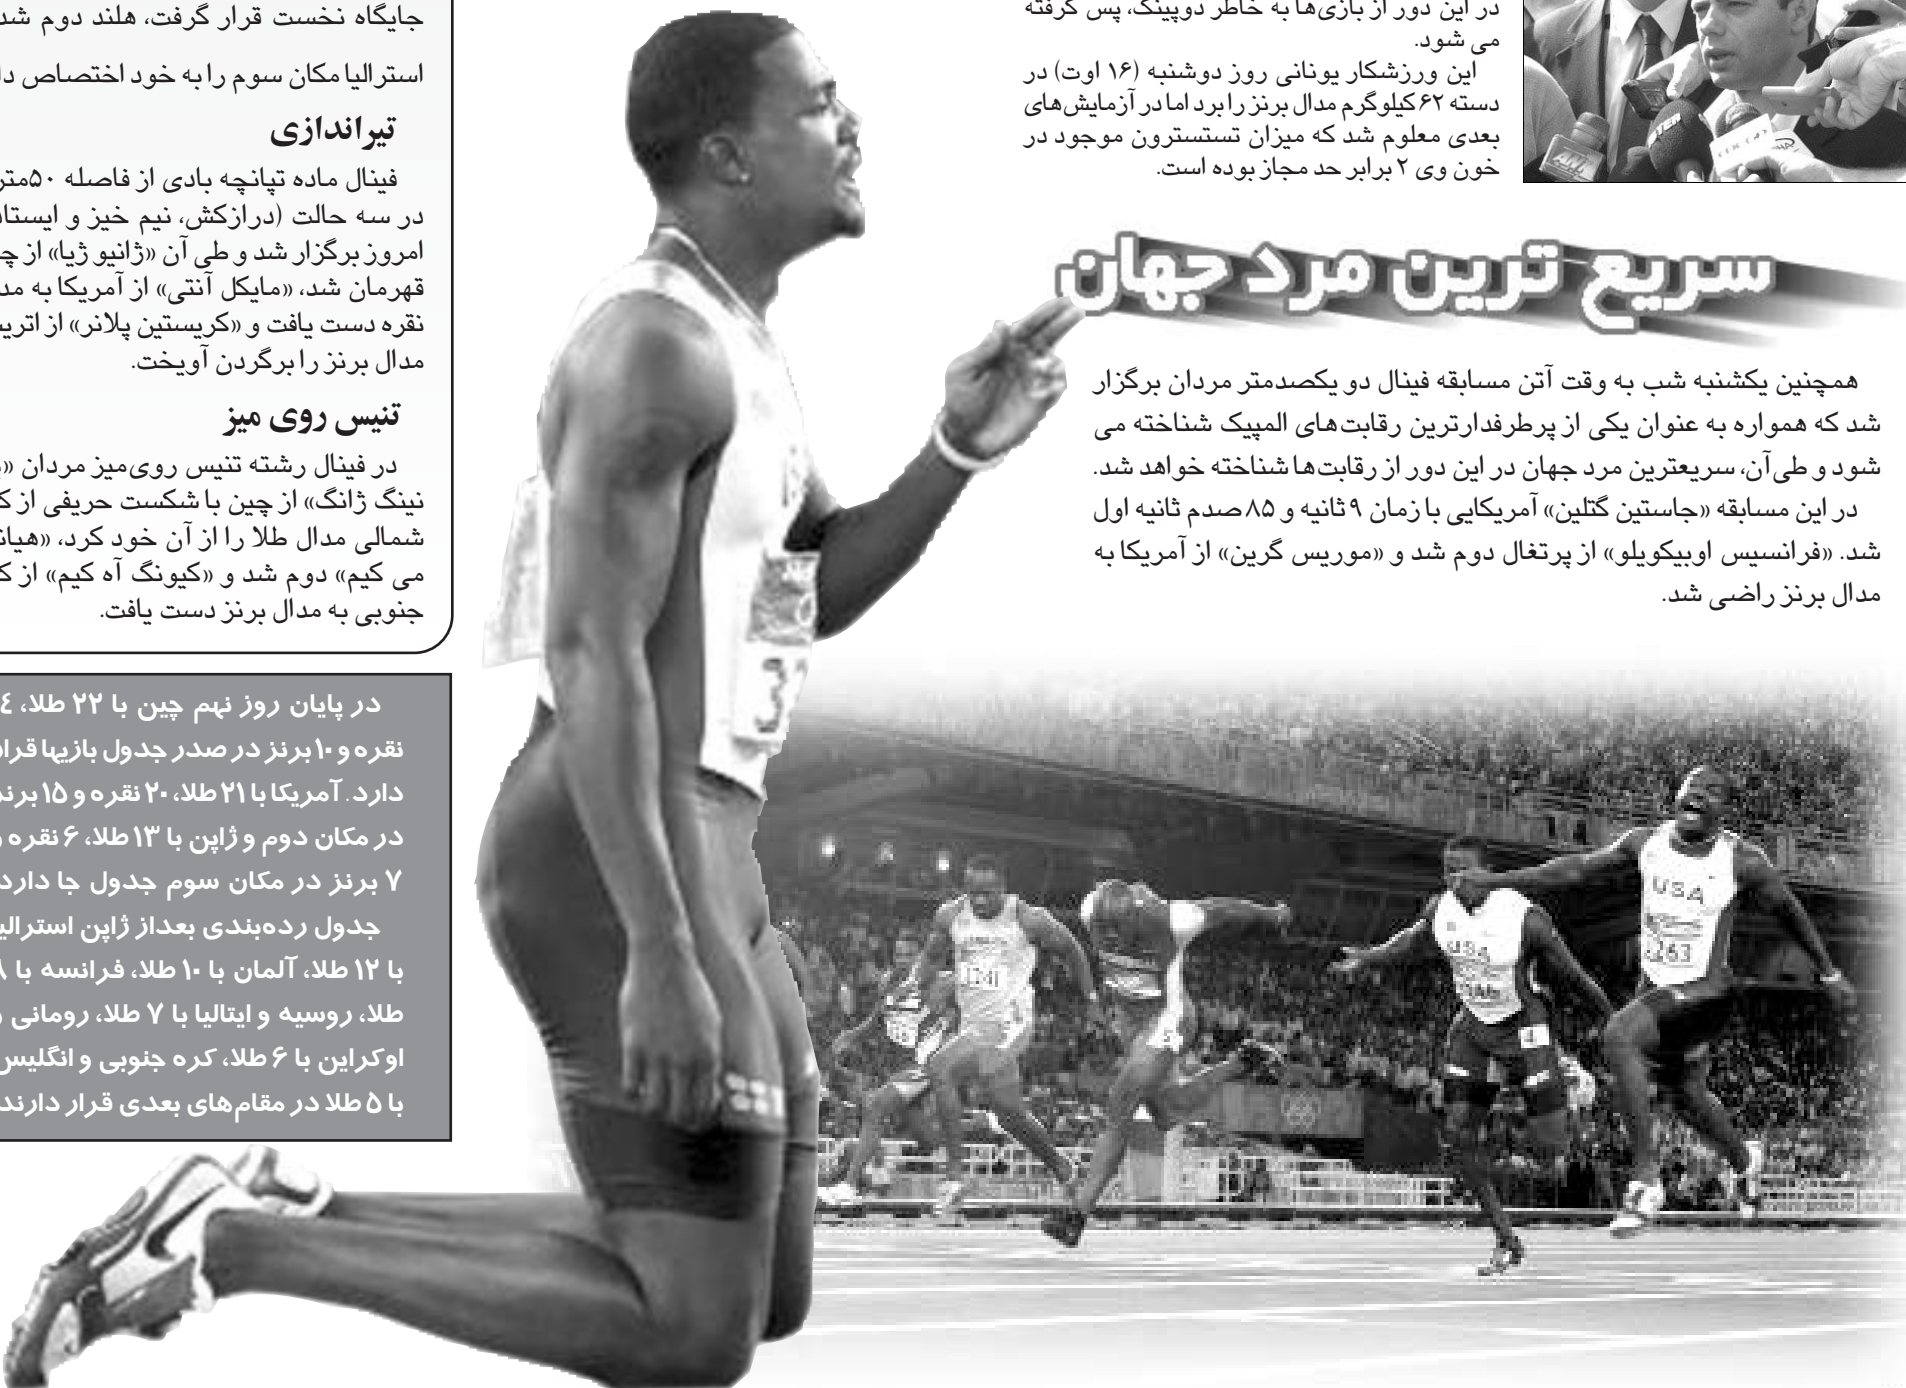 در این دور از بازی‌ها به خاطر دوپینگ، پس گرفته
می شود.
این ورزشکار یونانی روز دوشنبه (۱۶ اوت) در
دسته ۶۲ کیلوگرم مدال برنز را برد اما در آزمایش‌های
بعدی معلوم شد که میزان تستسترون موجود در
خون وی ۲ برابر حد مجاز بوده است.
سریع ترین مرد جهان
همچنین یکشنبه شب به وقت آتن مسابقه فینال دو یکصدمتر مردان برگزار
شد که همواره به عنوان یکی از پرطرفدارترین رقابت‌های المپیک شناخته می
شود و طی آن، سریعترین مرد جهان در این دور از رقابت‌ها شناخته خواهد شد.
در این مسابقه «جاستین گتلین» آمریکایی با زمان ۹ ثانیه و ۸۵ صدم ثانیه اول
شد. «فرانسیس اوبیکویلو» از پرتغال دوم شد و «موریس گرین» از آمریکا به
مدال برنز راضی شد.
جایگاه نخست قرار گرفت، هلند دوم شد
استرالیا مکان سوم را به خود اختصاص
تیراندازی
فینال ماده تپانچه بادی از فاصله ۵۰متر
در سه حالت (درازکش، نیم خیز و
امروز برگزار شد و طی آن «ژانیو ژیا» از
قهرمان شد، «مایکل آنتی» از آمریکا به
نقره دست یافت و «کریستین پلانر» از
مدال برنز را برگردن آویخت.
تنیس روی میز
در فینال رشته تنیس روی‌میز مردان
نینگ ژانگ» از چین با شکست حریفی از
شمالی مدال طلا را از آن خود کرد،
می کیم» دوم شد و «کیونگ آه کیم» از
جنوبی به مدال برنز دست یافت.
در پایان روز نهم چین با ۲۲ طلا،
نقره و ۱۰ برنز در صدر جدول بازیها
دارد. آمریکا با ۲۱ طلا، ۲۰ نقره و ۱۵ برنز
در مکان دوم و ژاپن با ۱۳ طلا، ۶ نقره و
۷ برنز در مکان سوم جدول جا دارد
جدول رده‌بندی بعداز ژاپن
با ۱۲ طلا، آلمان با ۱۰ طلا، فرانسه با ۸
طلا، روسیه و ایتالیا با ۷ طلا، رومانی و
اوکراین با ۶ طلا، کره جنوبی و انگلیس
با ۵ طلا در مقام‌های بعدی قرار دارند
USA
263
USA
1241